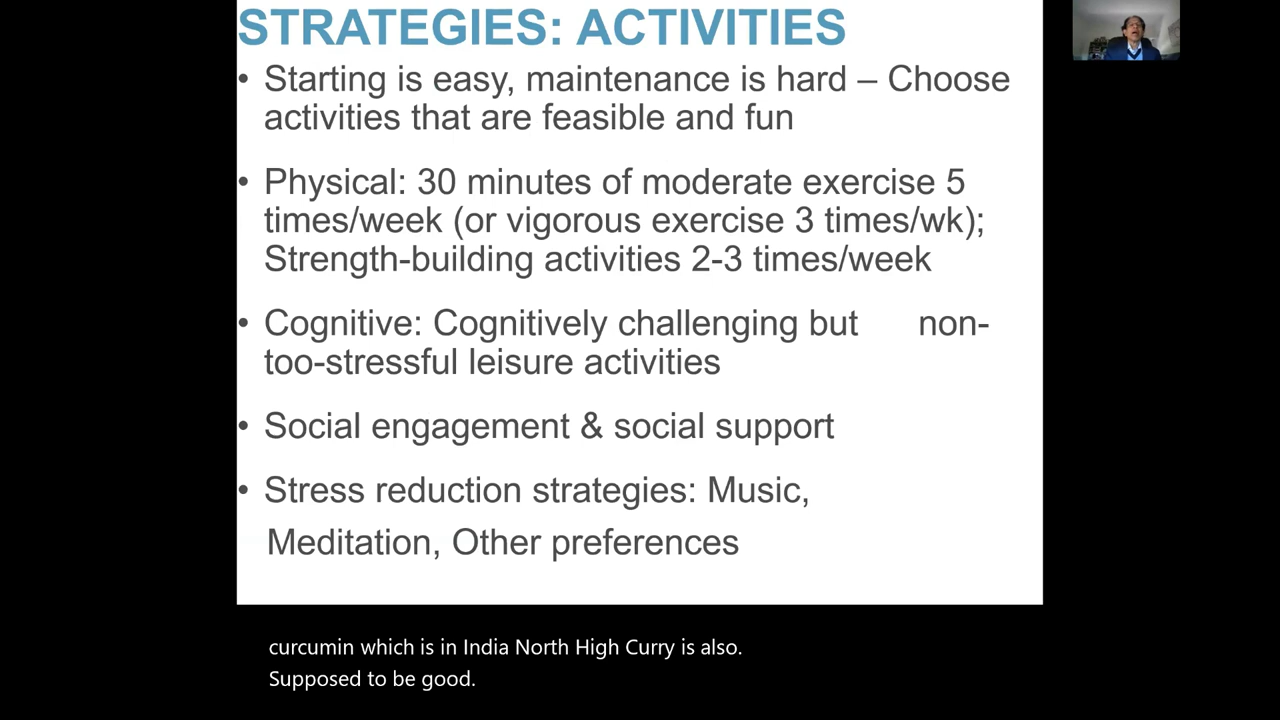 STRATEGIES: ACTIVITIES
• Starting is easy, maintenance is hard – Choose
activities that are feasible and fun
• Physical: 30 minutes of moderate exercise 5
times/week (or vigorous exercise 3 times/wk);
Strength-building activities 2-3 times/week
• Cognitive: Cognitively challenging but non-
too-stressful leisure activities
• Social engagement & social support
• Stress reduction strategies: Music,
Meditation, Other preferences
curcumin which is in India North High Curry is also.
Supposed to be good.